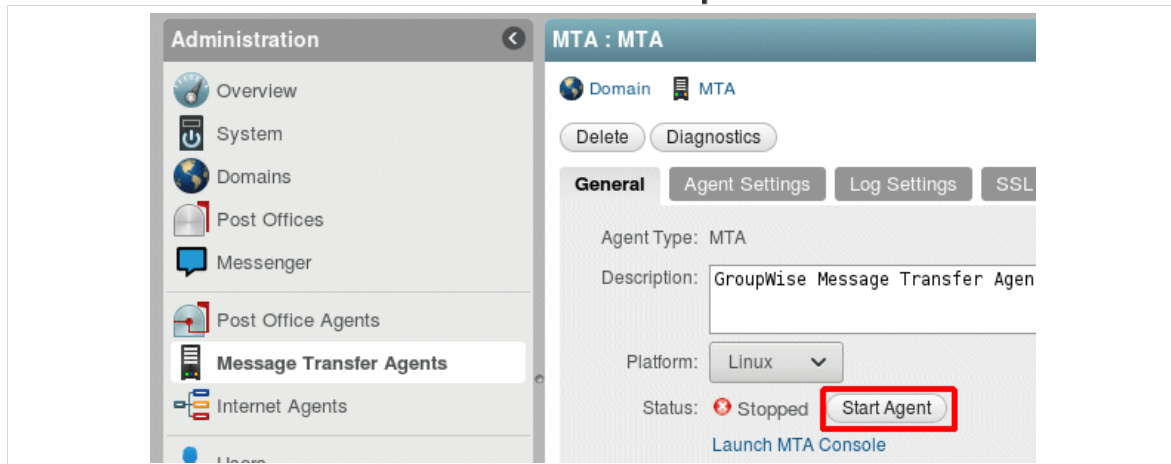 Administration
Overview
System
Domains
Post Offices
Messenger
Post Office Agents
Message Transfer Agents
Internet Agents
Users
MTA : MTA
Domain MTA
Delete Diagnostics
General Agent Settings Log Settings SSL
Agent Type: MTA
Description: GroupWise Message Transfer Agen
Platform: Linux
Status: Stopped Start Agent
Launch MTA Console